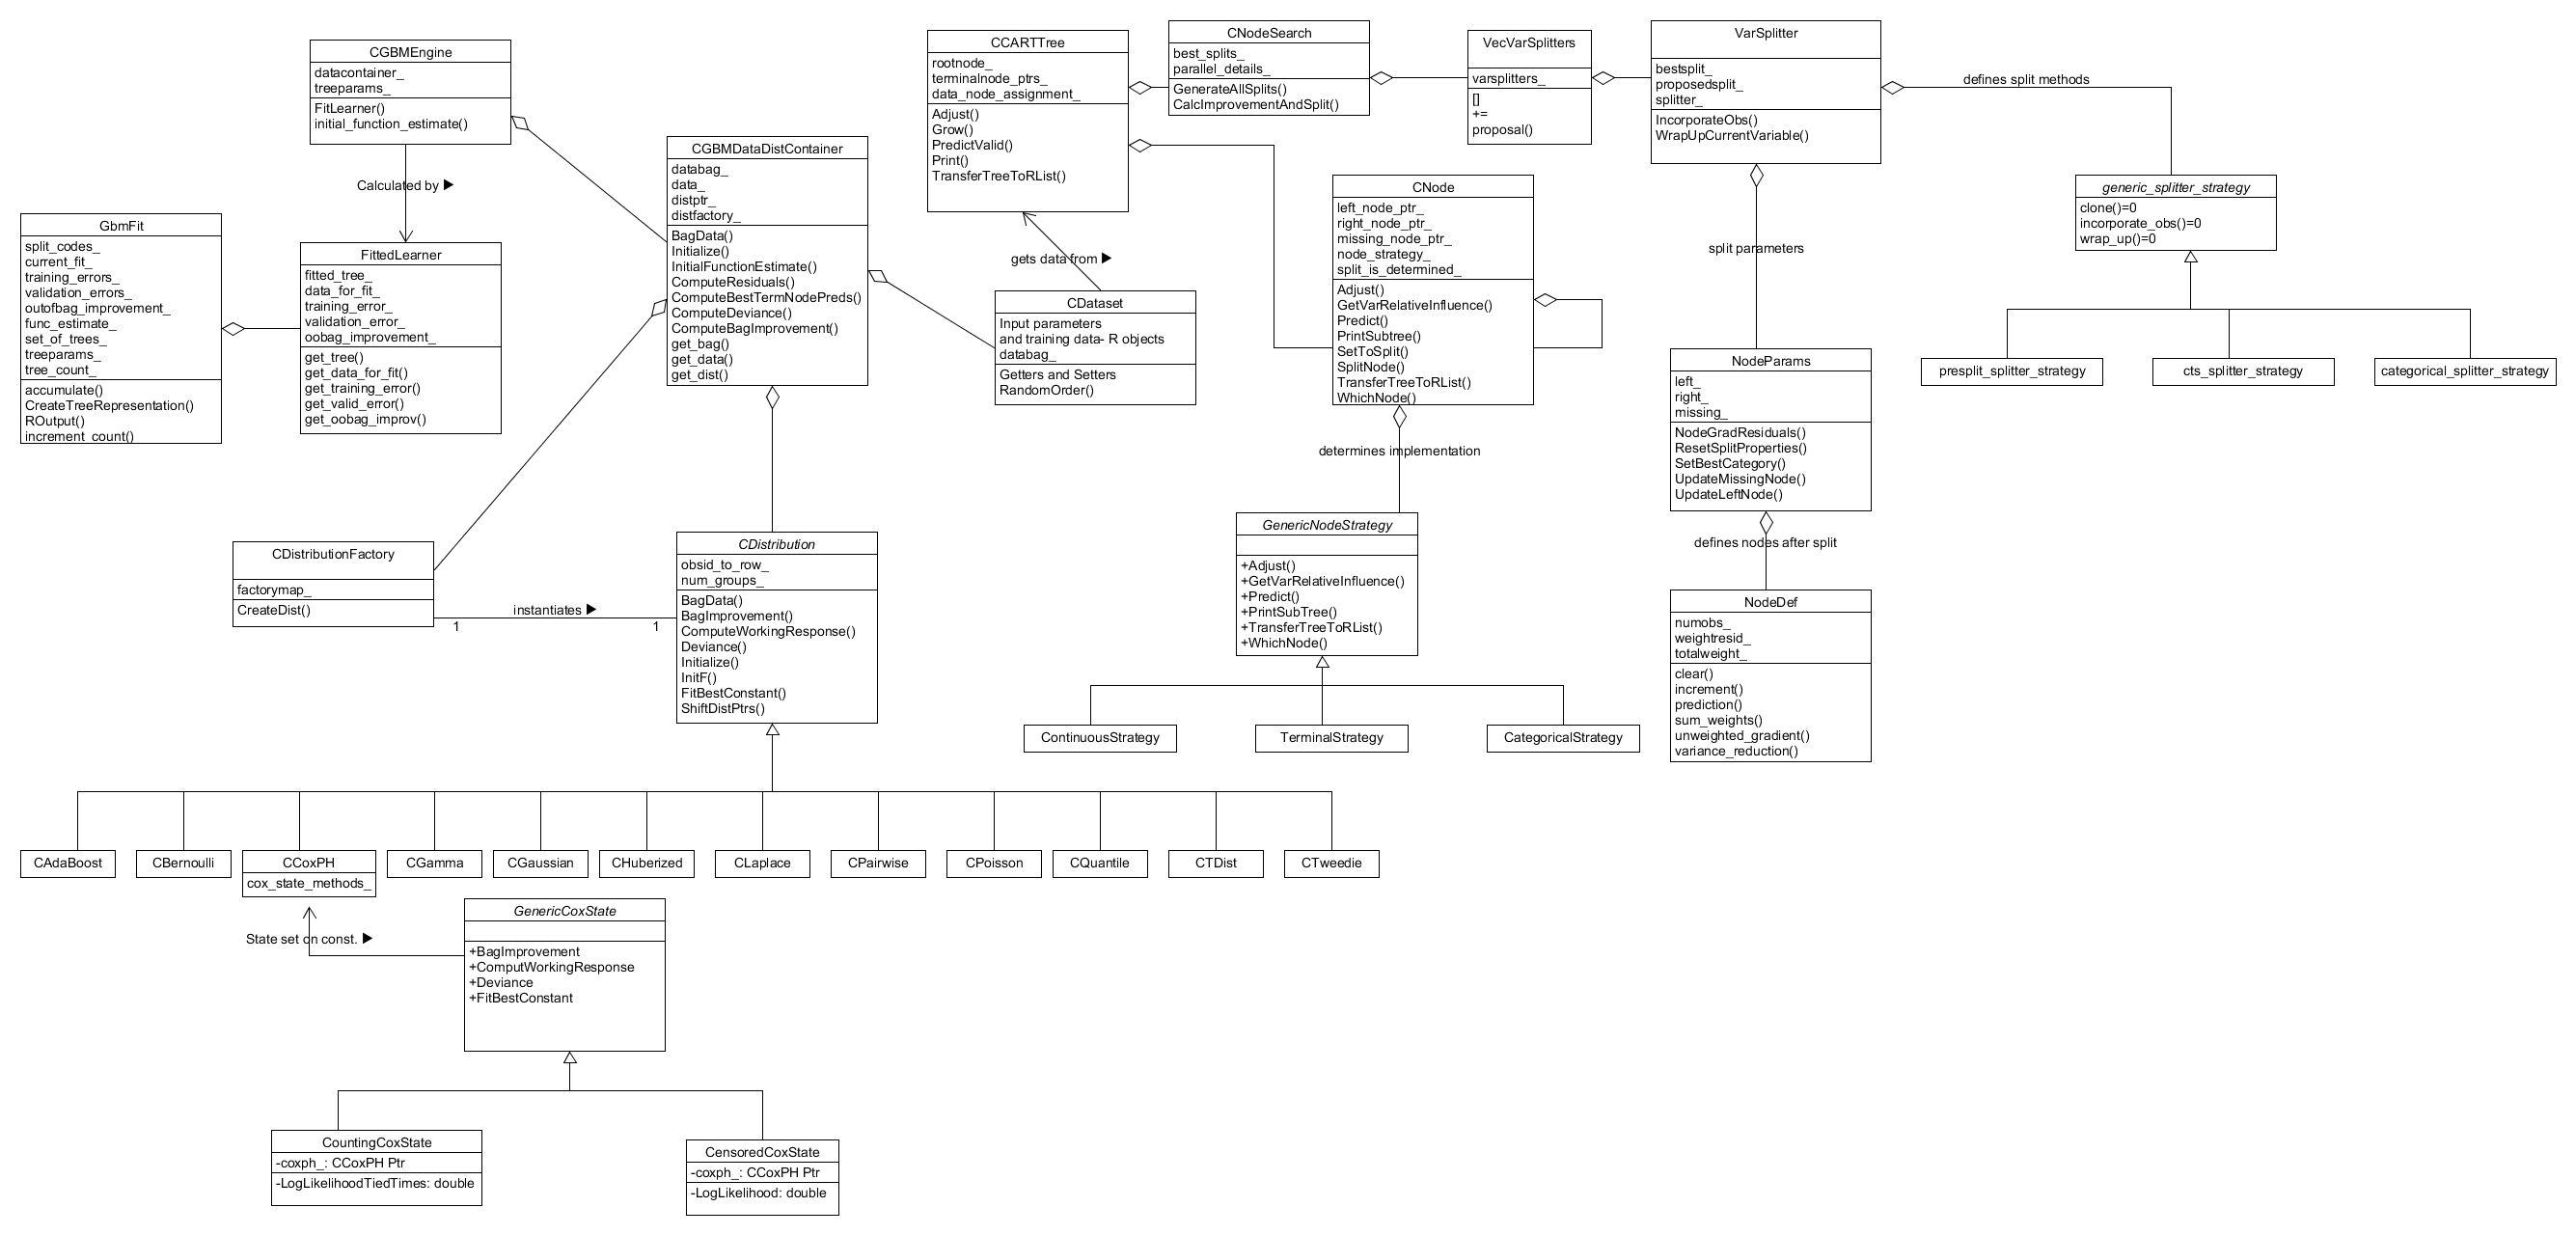 CGBMEngine
datacontainer_
treeparams_
FitLearner()
initial_function_estimate()
Calculated by ▶
GbmFit
split_codes_
current_fit_
training_errors_
validation_errors_
outofbag_improvement_
func_estimate_
set_of_trees_
treeparams_
tree_count_
accumulate()
CreateTreeRepresentation()
ROutput()
increment_count()
FittedLearner
fitted_tree_
data_for_fit_
training_error_
validation_error_
oobag_improvement_
get_tree()
get_data_for_fit()
get_training_error()
get_valid_error()
get_oobag_improv()
CGBMDataDistContainer
databag_
data_
distptr_
distfactory_
BagData()
Initialize()
InitialFunctionEstimate()
ComputeResiduals()
ComputeBestTermNodePreds()
ComputeDeviance()
ComputeBagImprovement()
get_bag()
get_data()
get_dist()
CCARTTree
rootnode_
terminalnode_ptrs_
data_node_assignment_
Adjust()
Grow()
PredictValid()
Print()
TransferTreeToRList()
gets data from ▶
CDataset
Input parameters
and training data- R objects
databag_
Getters and Setters
RandomOrder()
CNodeSearch
best_splits_
parallel_details_
GenerateAllSplits()
CalcImprovementAndSplit()
VecVarSplitters
varsplitters_
[]
+=
proposal()
VarSplitter
bestsplit_
proposedsplit_
splitter_
IncorporateObs()
WrapUpCurrentVariable()
defines split methods
generic_splitter_strategy
clone()=0
incorporate_obs()=0
wrap_up()=0
presplit_splitter_strategy
cts_splitter_strategy
categorical_splitter_strategy
CNode
left_node_ptr_
right_node_ptr_
missing_node_ptr_
node_strategy_
split_is_determined_
Adjust()
GetVarRelativeInfluence()
Predict()
PrintSubtree()
SetToSplit()
SplitNode()
TransferTreeToRList()
WhichNode()
determines implementation
GenericNodeStrategy
+Adjust()
+GetVarRelativeInfluence()
+Predict()
+PrintSubTree()
+TransferTreeToRList()
+WhichNode()
ContinuousStrategy
TerminalStrategy
CategoricalStrategy
split parameters
NodeParams
left_
right_
missing_
NodeGradResiduals()
ResetSplitProperties()
SetBestCategory()
UpdateMissingNode()
UpdateLeftNode()
defines nodes after split
NodeDef
numobs_
weightresid_
totalweight_
clear()
increment()
prediction()
sum_weights()
unweighted_gradient()
variance_reduction()
CDistributionFactory
factorymap_
CreateDist()
instantiates ▶
1
1
CDistribution
obsid_to_row_
num_groups_
BagData()
BagImprovement()
ComputeWorkingResponse()
Deviance()
Initialize()
InitF()
FitBestConstant()
ShiftDistPtrs()
CAdaBoost
CBernoulli
CCoxPH
cox_state_methods_
CGamma
CGaussian
CHuberized
CLaplace
CPairwise
CPoisson
CQuantile
CTDist
CTweedie
State set on const. ▶
GenericCoxState
+BagImprovement
+ComputWorkingResponse
+Deviance
+FitBestConstant
CountingCoxState
-coxph_: CCoxPH Ptr
-LogLikelihoodTiedTimes: double
CensoredCoxState
-coxph_: CCoxPH Ptr
-LogLikelihood: double